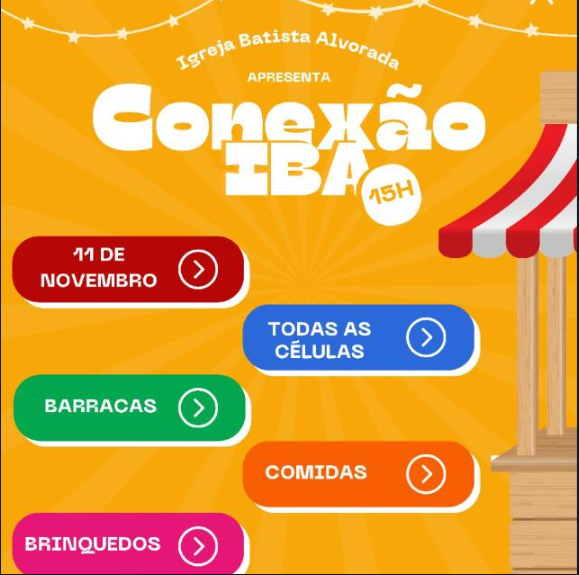 Igreja Batista Alvorada
APRESENTA
Conexão
IBA
15H
11 DE
NOVEMBRO
TODAS AS
CÉLULAS
BARRACAS
COMIDAS
BRINQUEDOS